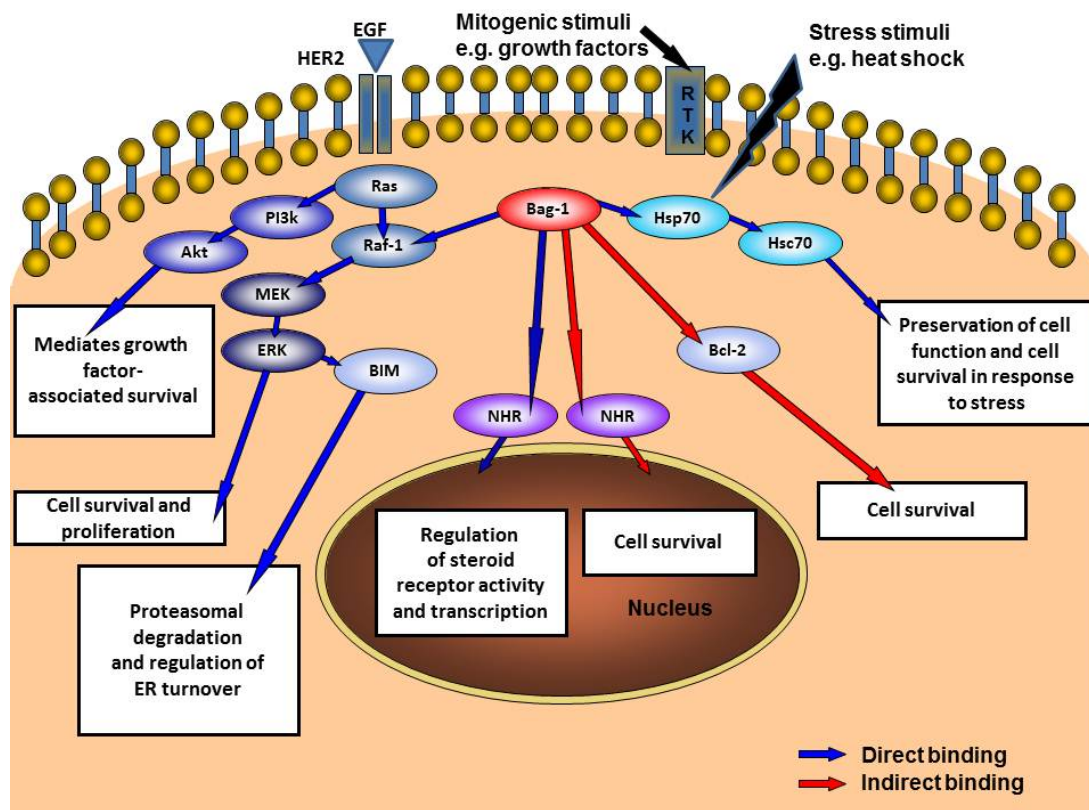 EGF
HER2
Mitogenic stimuli
e.g. growth factors
Stress stimuli
e.g. heat shock
R
T
K
Ras
PI3k
Akt
Raf-1
MEK
ERK
BIM
Bag-1
Hsp70
Hsc70
Bcl-2
NHR
NHR
Mediates growth
factor-
associated survival
Preservation of cell
function and cell
survival in response
to stress
Cell survival and
proliferation
Proteasomal
degradation
and regulation of
ER turnover
Regulation
of steroid
receptor activity
and transcription
Cell survival
Nucleus
Cell survival
Direct binding
Indirect binding